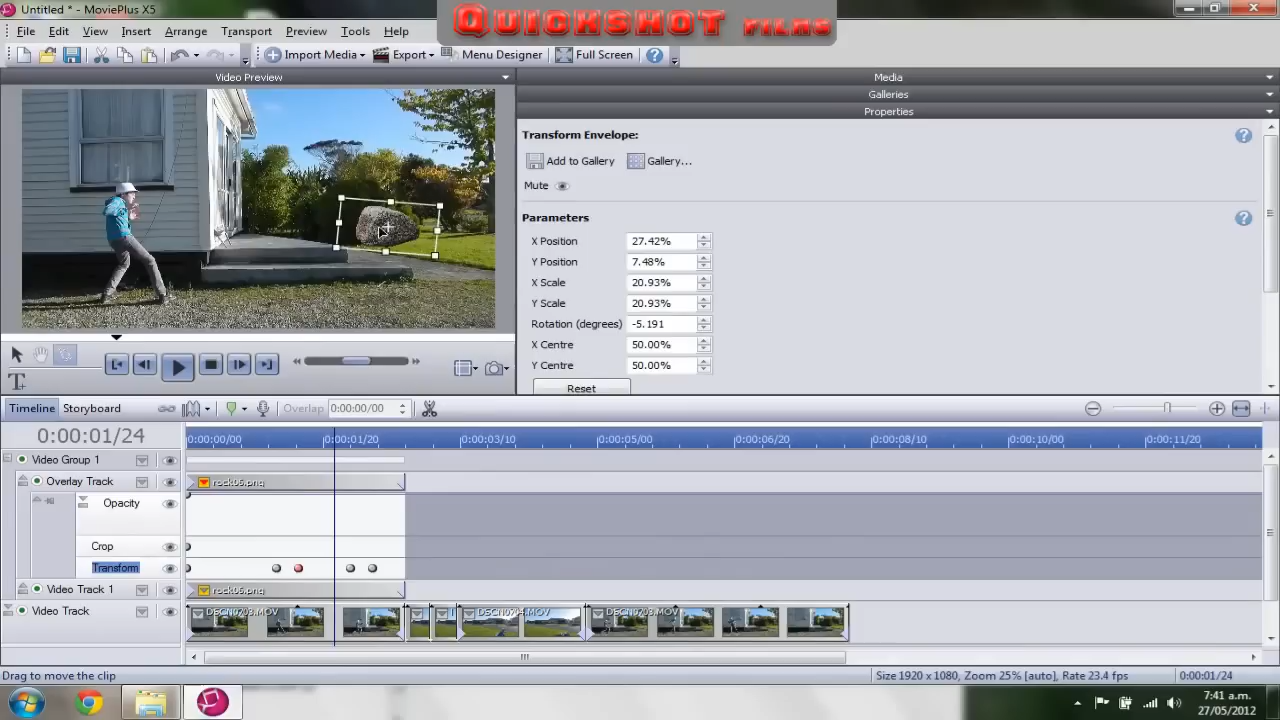 Untitled * - MoviePlus X5
QUICKSHOT FILMS
File Edit View Insert Arrange Transport Preview Tools Help
Import Media Export Menu Designer Full Screen
Video Preview
Media
Galleries
Properties
Transform Envelope:
Add to Gallery Gallery...
Mute
Parameters
X Position 27.42%
Y Position 7.48%
X Scale 20.93%
Y Scale 20.93%
Rotation (degrees) -5.191
X Centre 50.00%
Y Centre 50.00%
Reset
Timeline Storyboard Overlap 0:00:00/00
0:00:01/24 0:00:00/00 0:00:01/20 0:00:03/10 0:00:05/00 0:00:06/20 0:00:08/10 0:00:10/00 0:00:11/20
Video Group 1
Overlay Track rock05.png
Opacity
Crop
Transform
Video Track 1 rock05.png
Video Track DSCN0703.MOV DSCN0703.MOV
Drag to move the clip Size 1920 x 1080, Zoom 25% [auto], Rate 23.4 fps 0:00:01/24
7:41 a.m.
27/05/2012